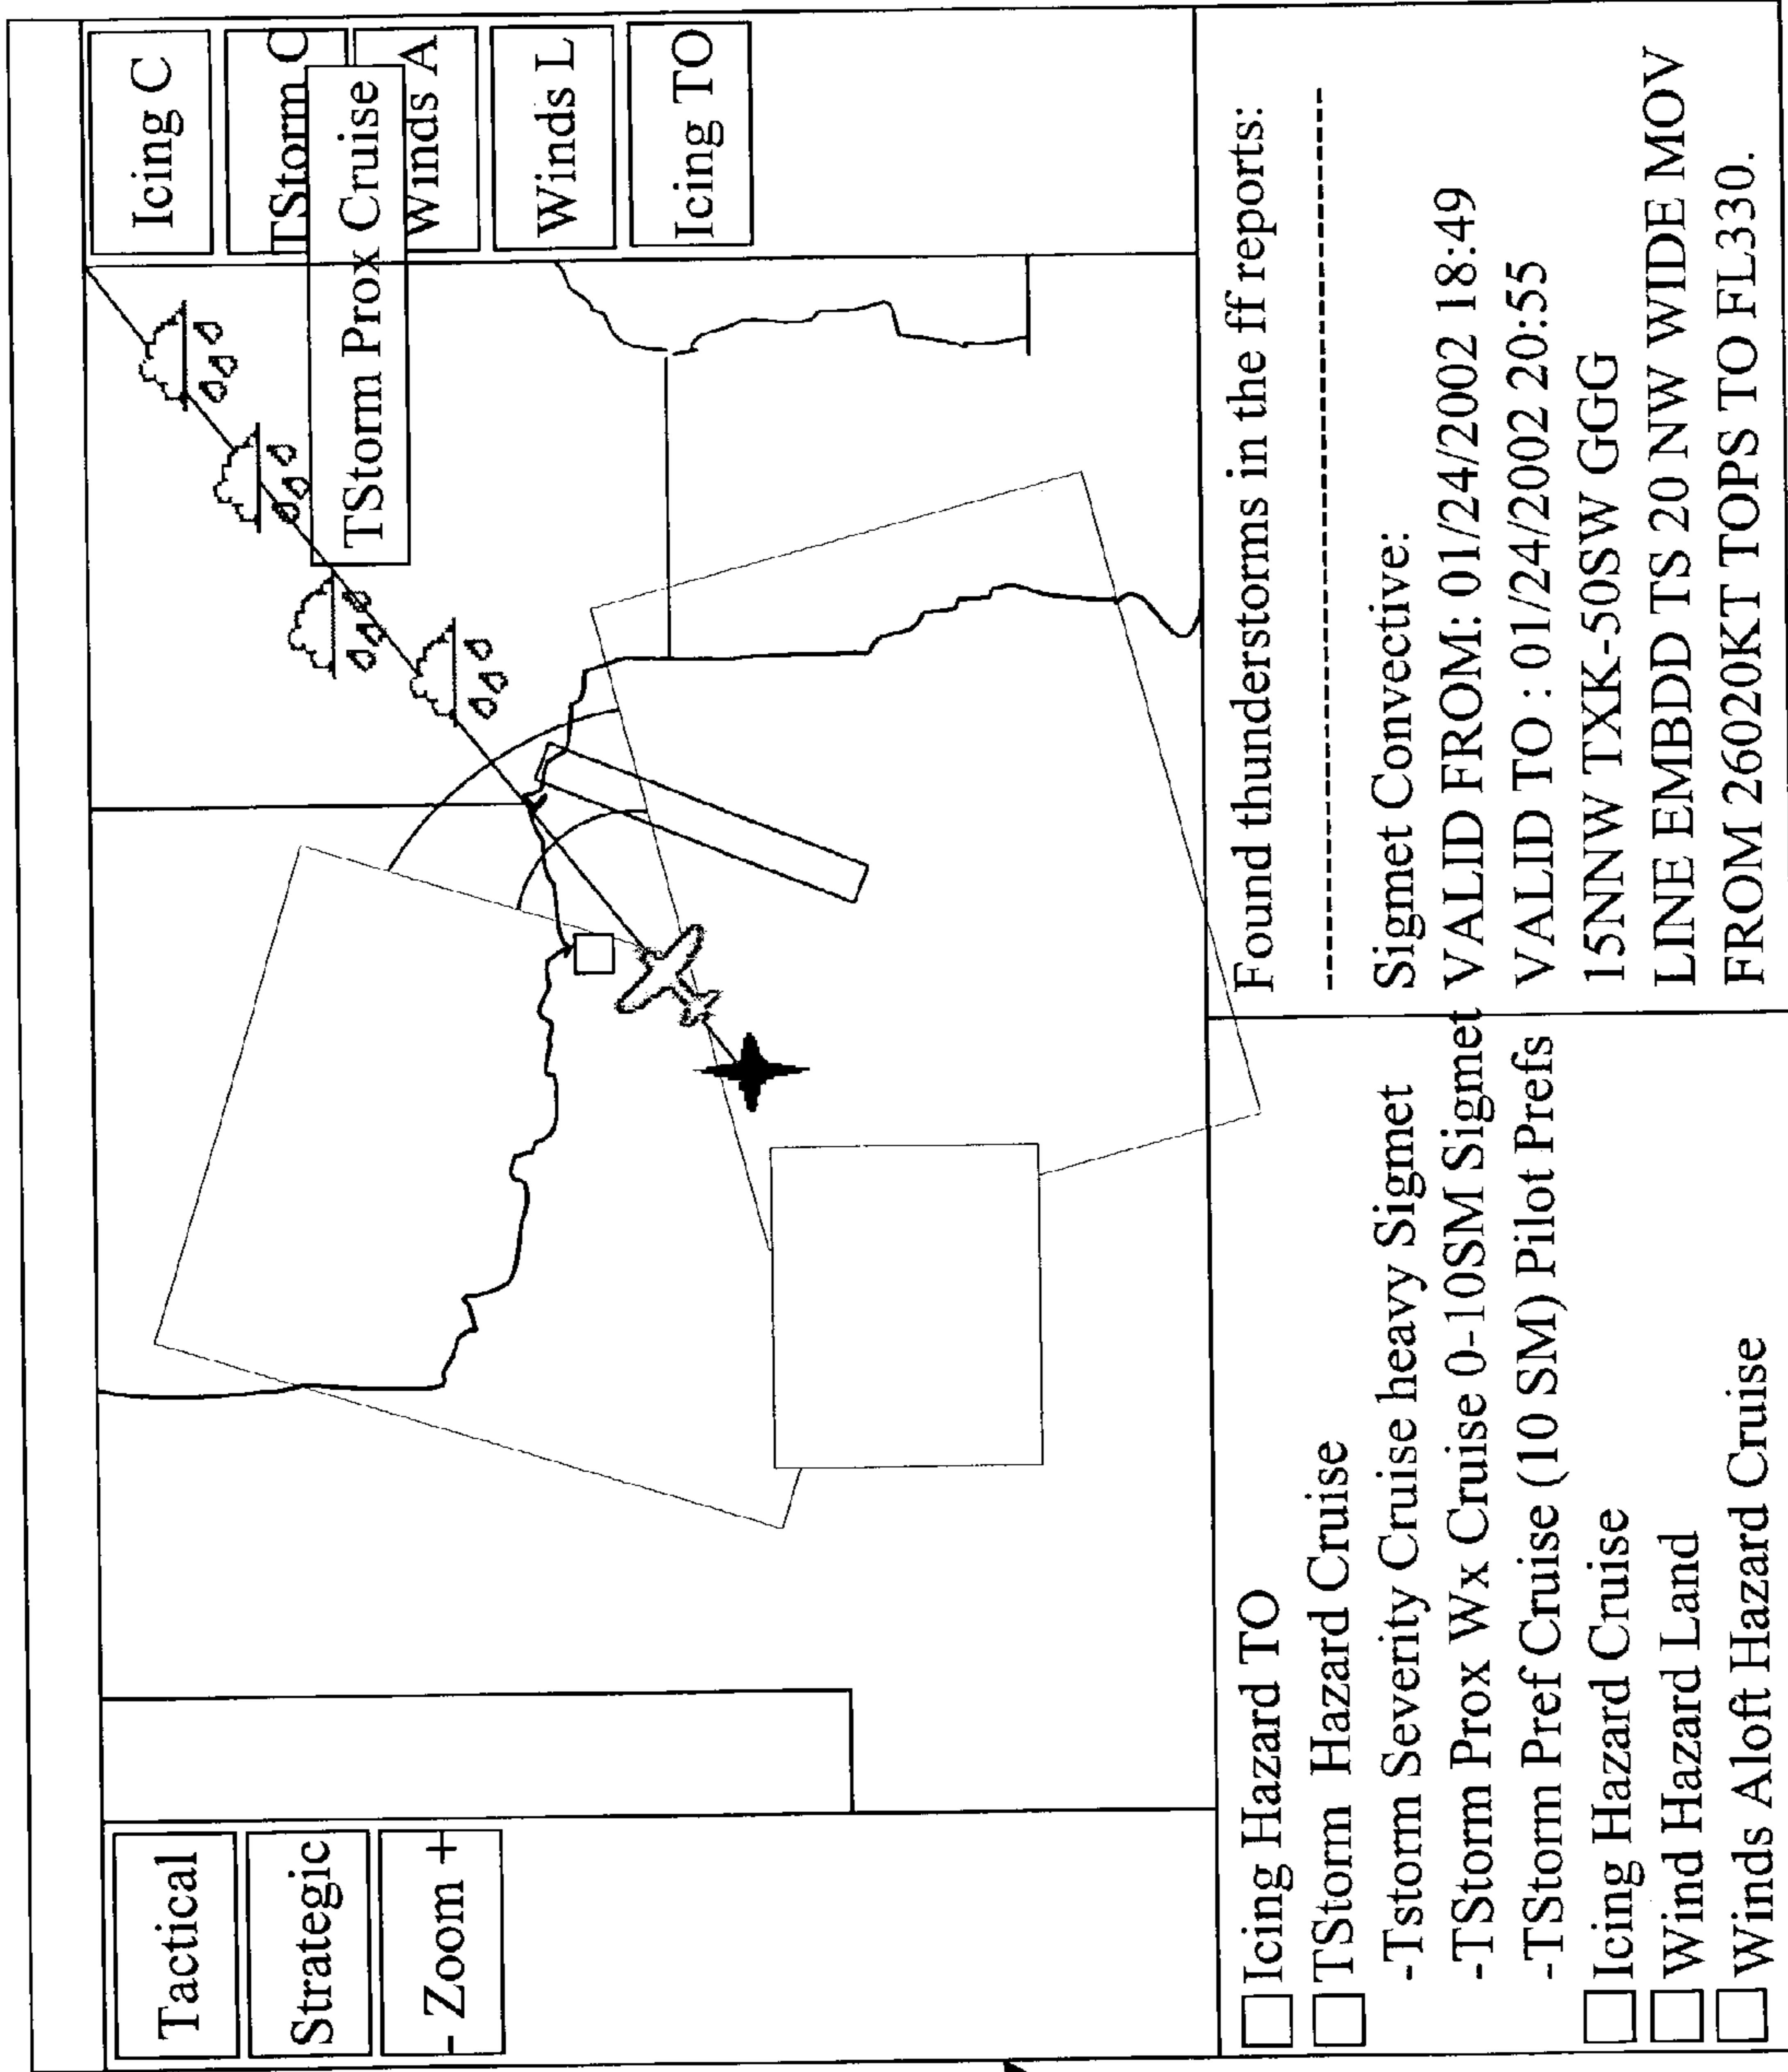 Tactical
Strategic
- Zoom +
Icing C
TStorm C
TStorm Prox Cruise
Winds A
Winds L
Icing TO
Icing Hazard TO
TStorm Hazard Cruise
-Tstorm Severity Cruise heavy Sigmet
-TStorm Prox Wx Cruise 0-10SM Sigmet
-TStorm Pref Cruise (10 SM) Pilot Prefs
Icing Hazard Cruise
Wind Hazard Land
Winds Aloft Hazard Cruise
Found thunderstoms in the ff reports:
--------------------
Sigmet Convective:
VALID FROM: 01/24/2002 18:49
VALID TO : 01/24/2002 20:55
15NNW TXK-50SW GGG
LINE EMBDD TS 20 NW WIDE MOV
FROM 26020KT TOPS TO FL330.